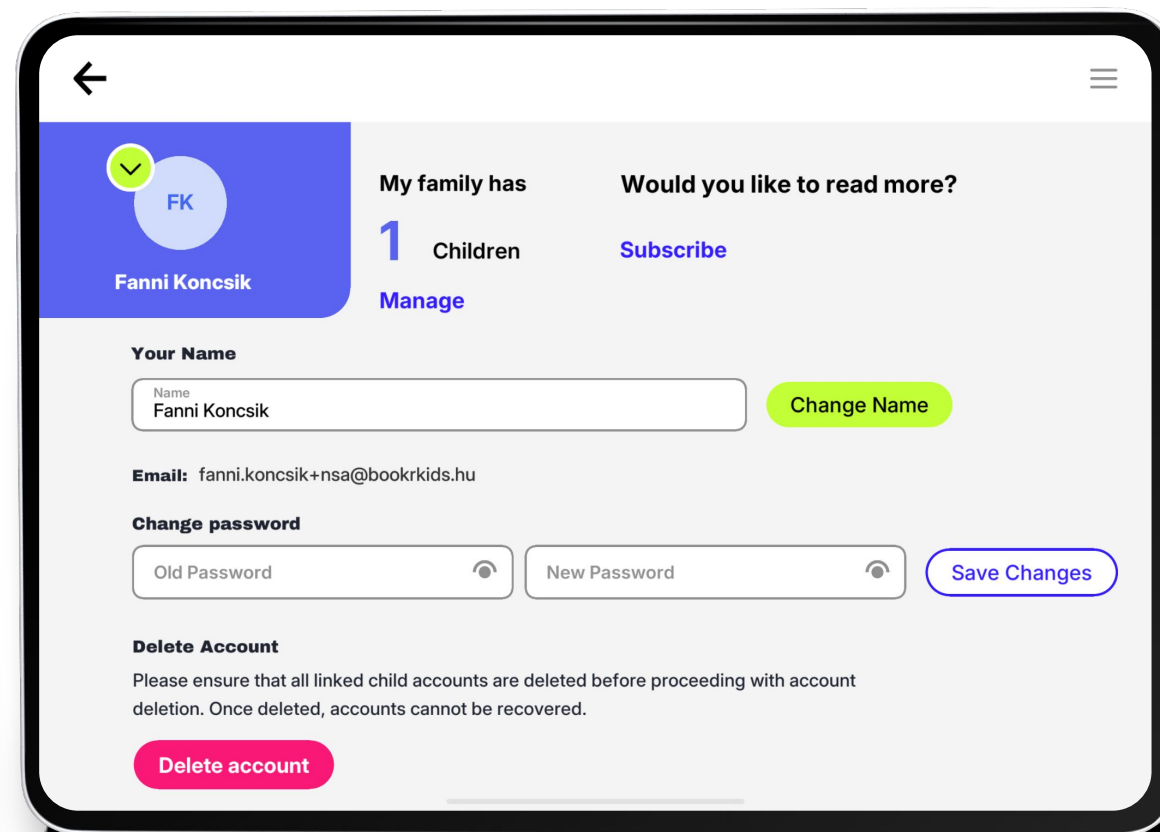 FK
Fanni Koncsik
My family has
1 Children
Manage
Would you like to read more?
Subscribe
Your Name
Name
Fanni Koncsik
Change Name
Email: fanni.koncsik+nsa@bookrkids.hu
Change password
Old Password
New Password
Save Changes
Delete Account
Please ensure that all linked child accounts are deleted before proceeding with account
deletion. Once deleted, accounts cannot be recovered.
Delete account